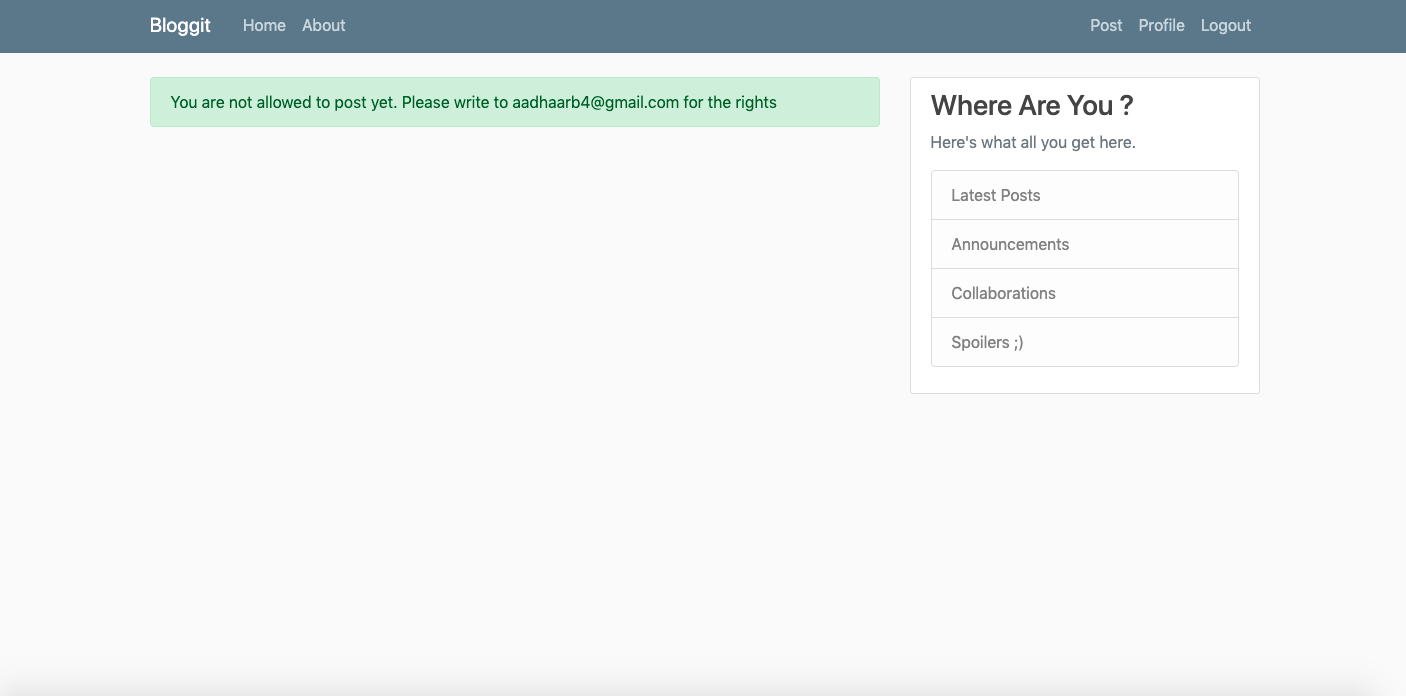 Bloggit Home About Post Profile Logout
You are not allowed to post yet. Please write to aadhaarb4@gmail.com for the rights
Where Are You ?
Here's what all you get here.
Latest Posts
Announcements
Collaborations
Spoilers ;)